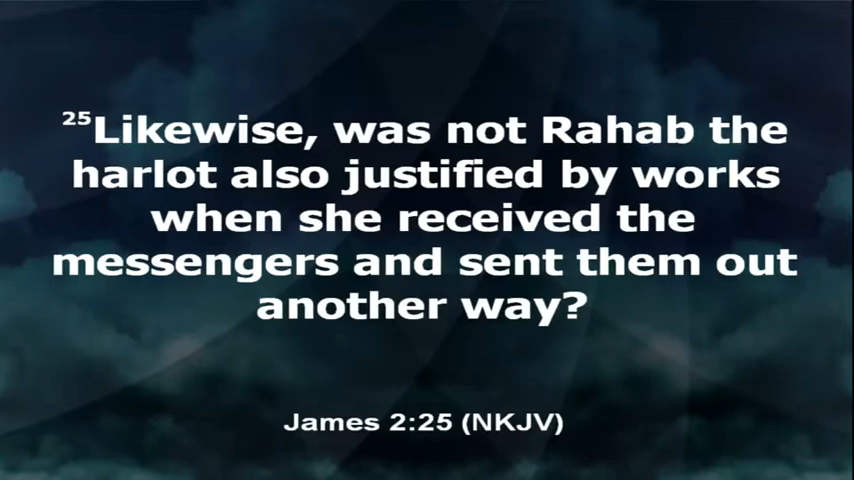 ²⁵Likewise, was not Rahab the
harlot also justified by works
when she received the
messengers and sent them out
another way?
James 2:25 (NKJV)